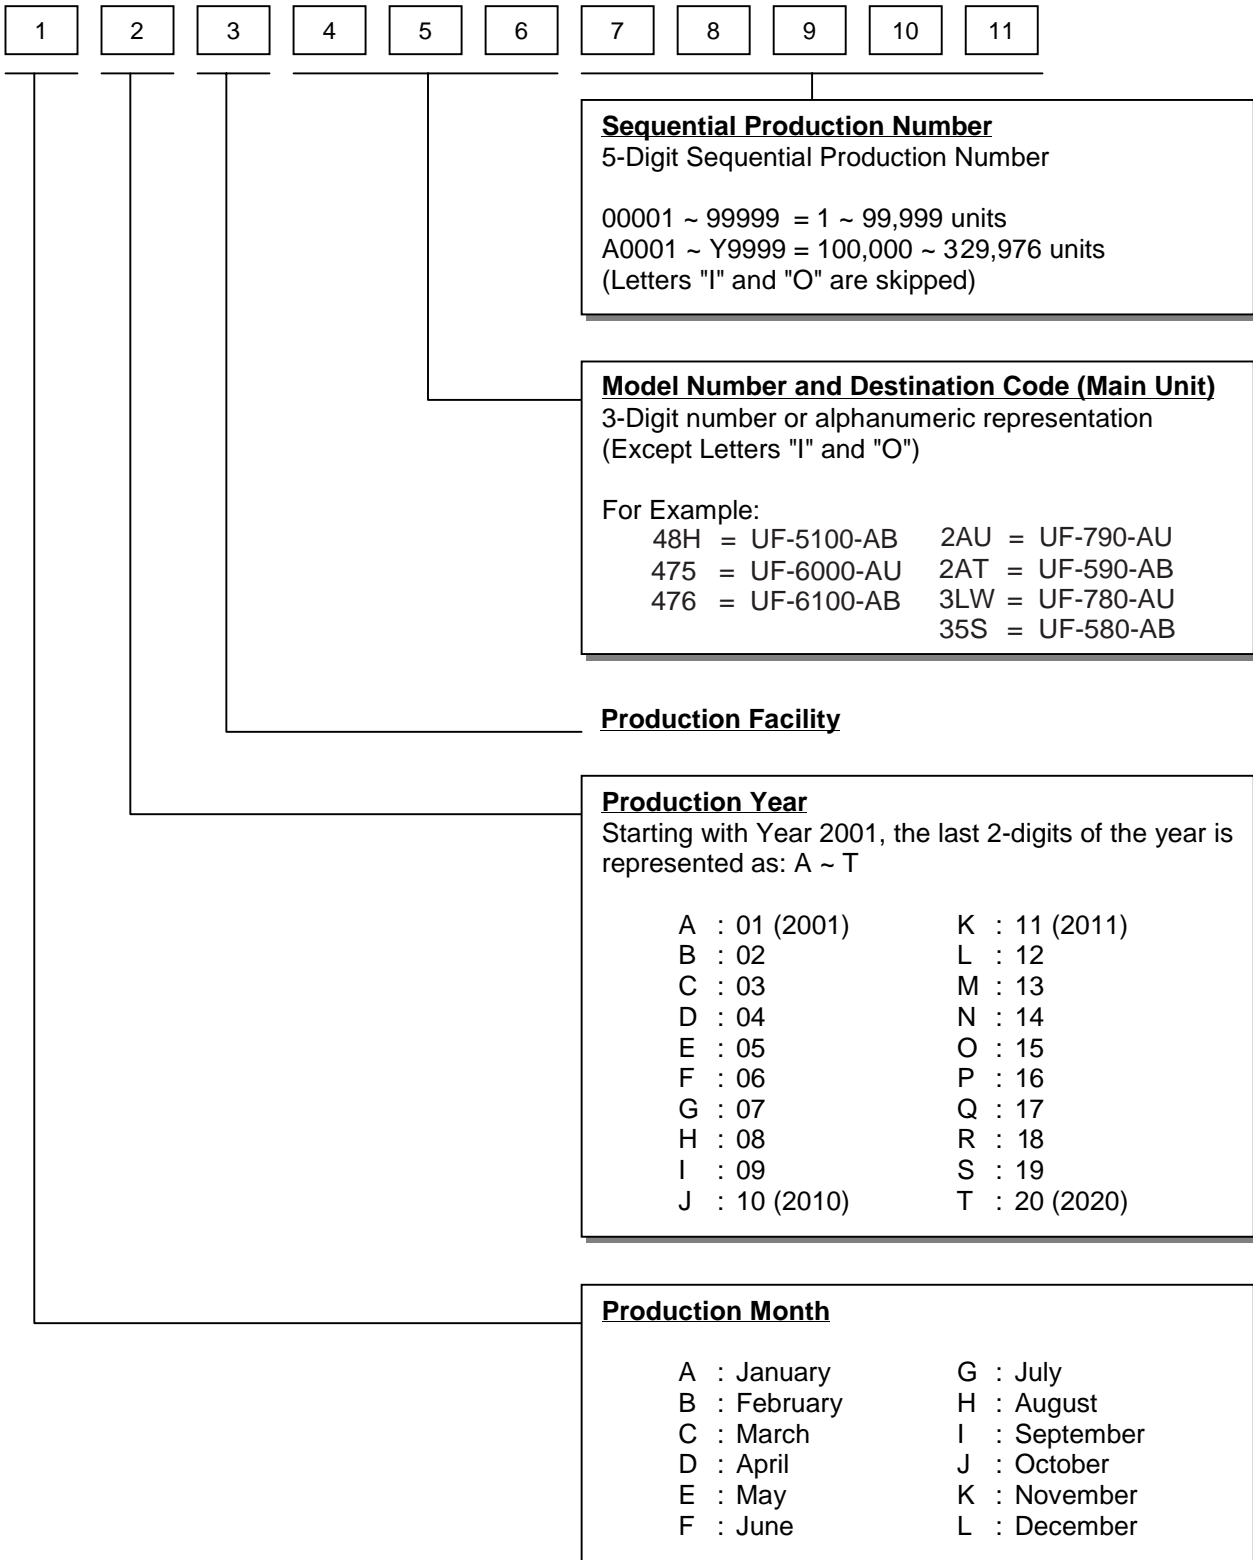 1 2 3 4 5 6 7 8 9 10 11
Sequential Production Number
5-Digit Sequential Production Number
00001 ~ 99999 = 1 ~ 99,999 units
A0001 ~ Y9999 = 100,000 ~ 329,976 units
(Letters "I" and "O" are skipped)
Model Number and Destination Code (Main Unit)
3-Digit number or alphanumeric representation
(Except Letters "I" and "O")
For Example:
48H = UF-5100-AB 2AU = UF-790-AU
475 = UF-6000-AU 2AT = UF-590-AB
476 = UF-6100-AB 3LW = UF-780-AU
35S = UF-580-AB
Production Facility
Production Year
Starting with Year 2001, the last 2-digits of the year is
represented as: A ~ T
A : 01 (2001) K : 11 (2011)
B : 02 L : 12
C : 03 M : 13
D : 04 N : 14
E : 05 O : 15
F : 06 P : 16
G : 07 Q : 17
H : 08 R : 18
I : 09 S : 19
J : 10 (2010) T : 20 (2020)
Production Month
A : January G : July
B : February H : August
C : March I : September
D : April J : October
E : May K : November
F : June L : December